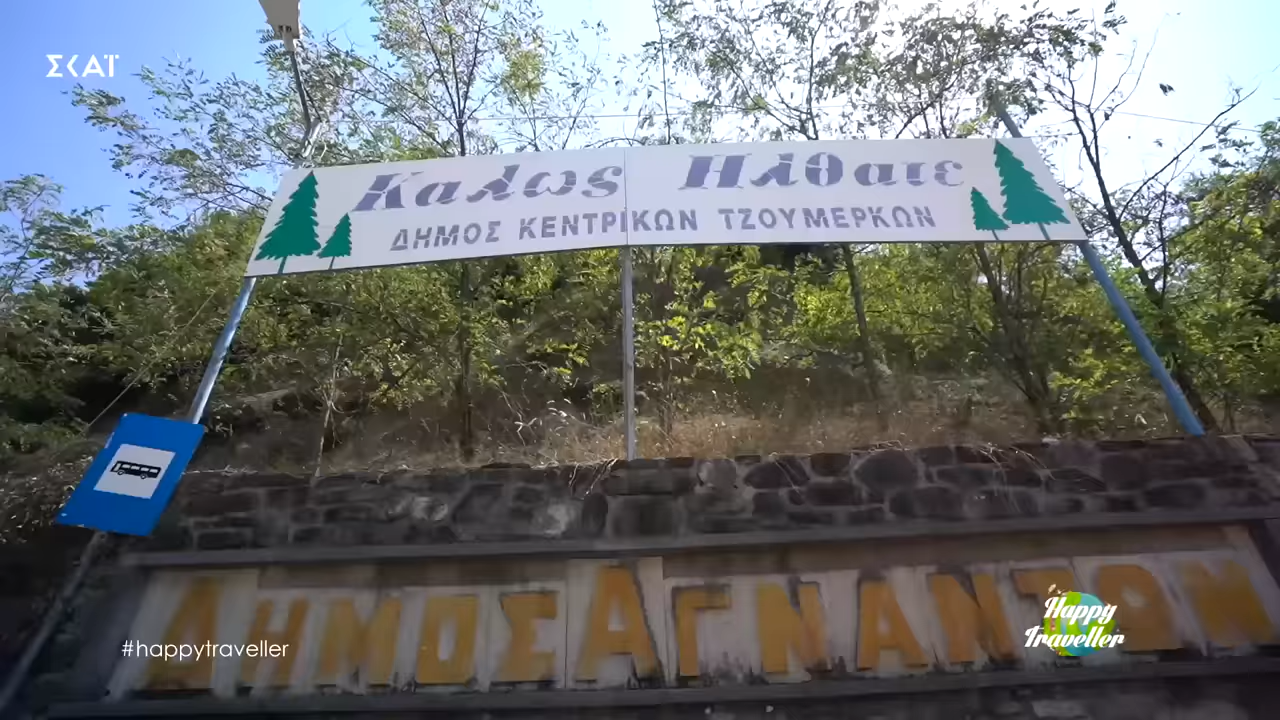 ΣΚΑΪ
Καλως Ηλθατε
ΔΗΜΟΣ ΚΕΝΤΡΙΚΩΝ ΤΖΟΥΜΕΡΚΩΝ
ΔΗΜΟΣ ΑΓΝΑΝΤΩΝ
#happytraveller
Happy
Traveller